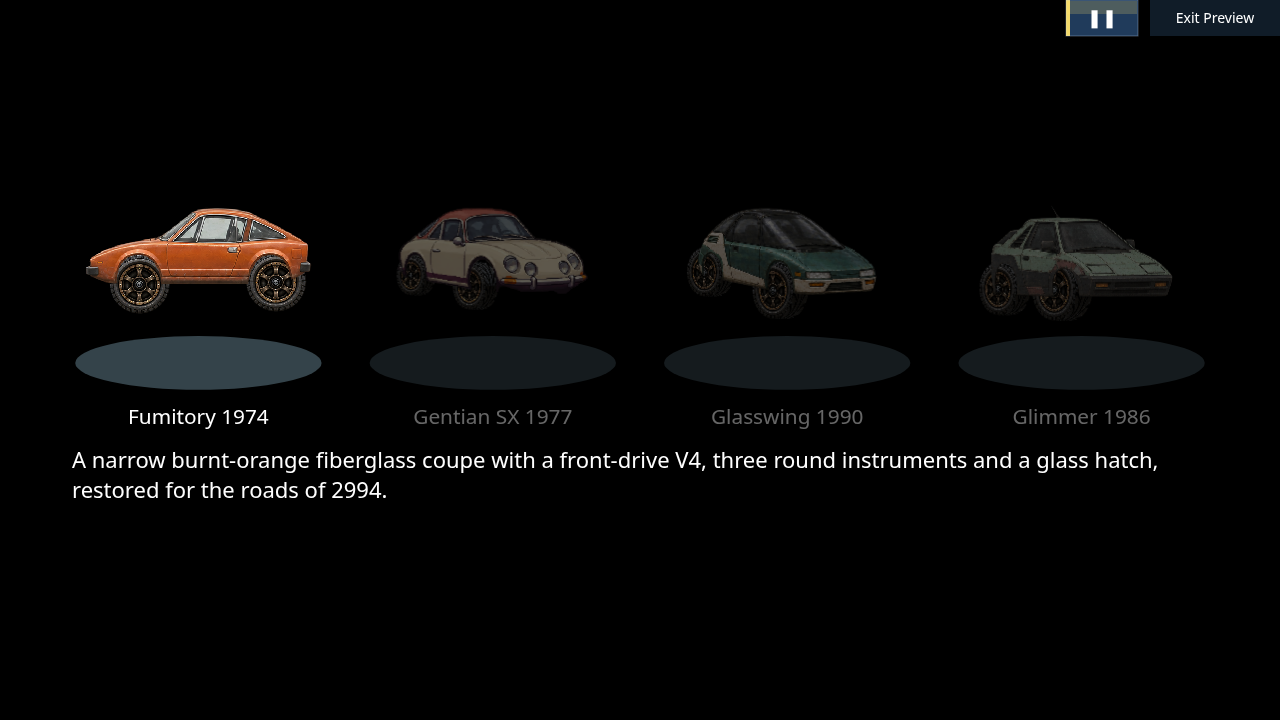 Exit Preview
Fumitory 1974
Gentian SX 1977
Glasswing 1990
Glimmer 1986
A narrow burnt-orange fiberglass coupe with a front-drive V4, three round instruments and a glass hatch,
restored for the roads of 2994.